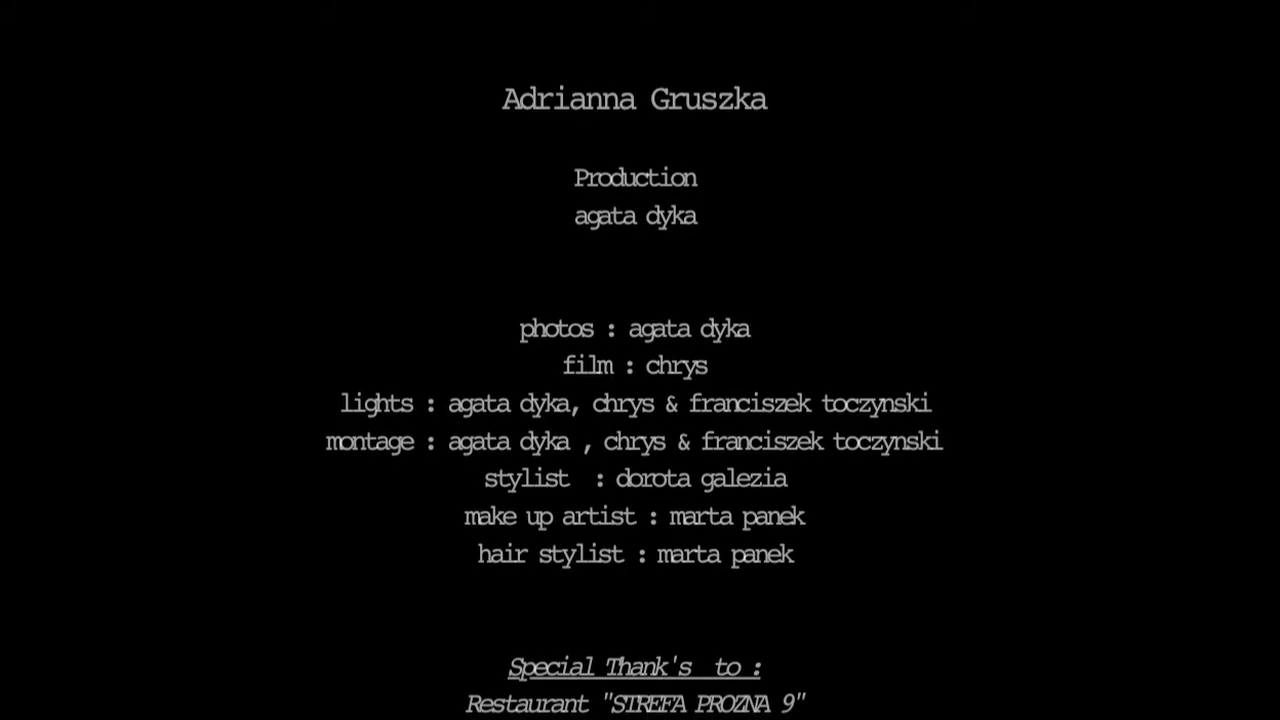 Adrianna Gruszka
Production
agata dyka
photos : agata dyka
film : chrys
lights : agata dyka, chrys & franciszek toczynski
montage : agata dyka , chrys & franciszek toczynski
stylist : dorota galezia
make up artist : marta panek
hair stylist : marta panek
Special Thank's to :
Restaurant "STREFA PROZNA 9"